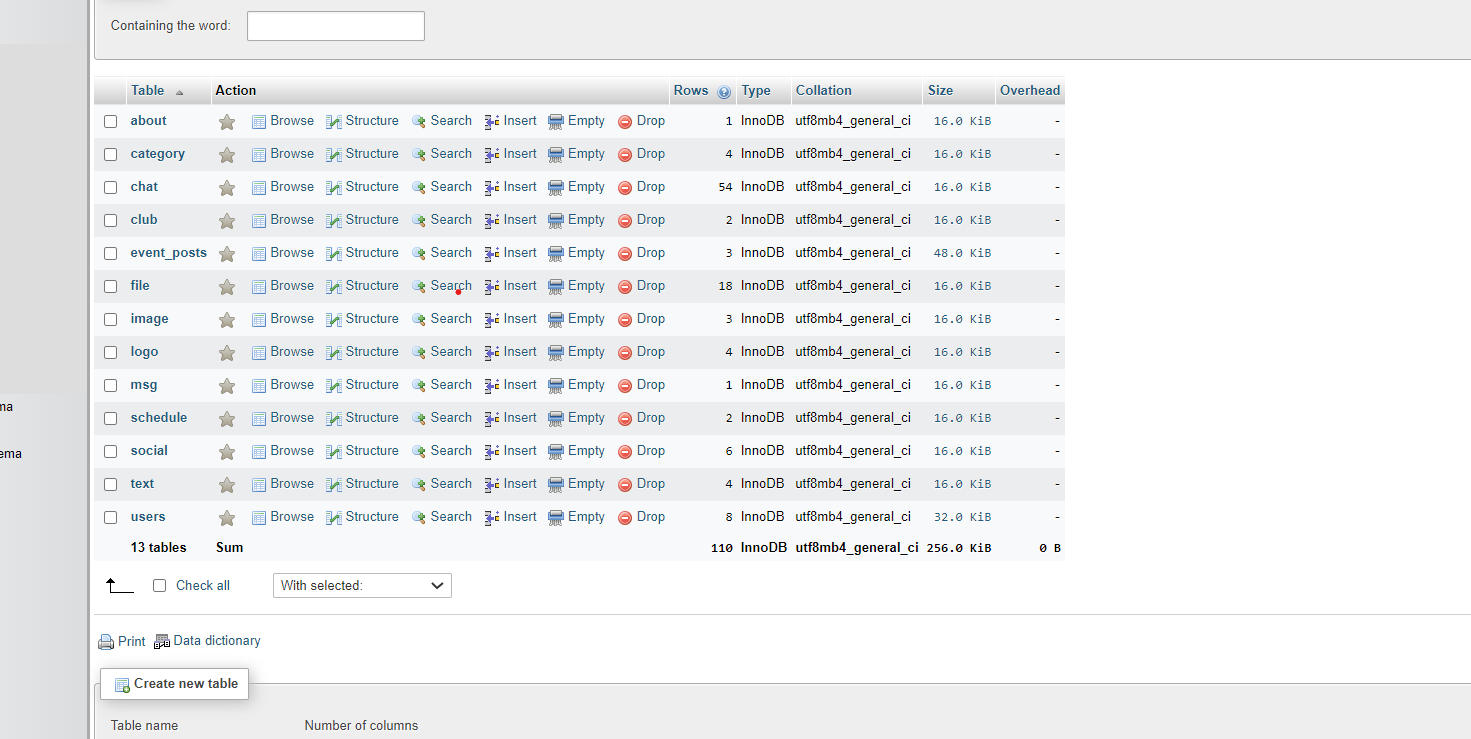 Containing the word:
Table Action Rows Type Collation Size Overhead
about Browse Structure Search Insert Empty Drop 1 InnoDB utf8mb4_general_ci 16.0 KiB -
category Browse Structure Search Insert Empty Drop 4 InnoDB utf8mb4_general_ci 16.0 KiB -
chat Browse Structure Search Insert Empty Drop 54 InnoDB utf8mb4_general_ci 16.0 KiB -
club Browse Structure Search Insert Empty Drop 2 InnoDB utf8mb4_general_ci 16.0 KiB -
event_posts Browse Structure Search Insert Empty Drop 3 InnoDB utf8mb4_general_ci 48.0 KiB -
file Browse Structure Search Insert Empty Drop 18 InnoDB utf8mb4_general_ci 16.0 KiB -
image Browse Structure Search Insert Empty Drop 3 InnoDB utf8mb4_general_ci 16.0 KiB -
logo Browse Structure Search Insert Empty Drop 4 InnoDB utf8mb4_general_ci 16.0 KiB -
msg Browse Structure Search Insert Empty Drop 1 InnoDB utf8mb4_general_ci 16.0 KiB -
ma
schedule Browse Structure Search Insert Empty Drop 2 InnoDB utf8mb4_general_ci 16.0 KiB -
social Browse Structure Search Insert Empty Drop 6 InnoDB utf8mb4_general_ci 16.0 KiB -
ema
text Browse Structure Search Insert Empty Drop 4 InnoDB utf8mb4_general_ci 16.0 KiB -
users Browse Structure Search Insert Empty Drop 8 InnoDB utf8mb4_general_ci 32.0 KiB -
13 tables Sum 110 InnoDB utf8mb4_general_ci 256.0 KiB 0 B
Check all With selected:
Print Data dictionary
Create new table
Table name Number of columns